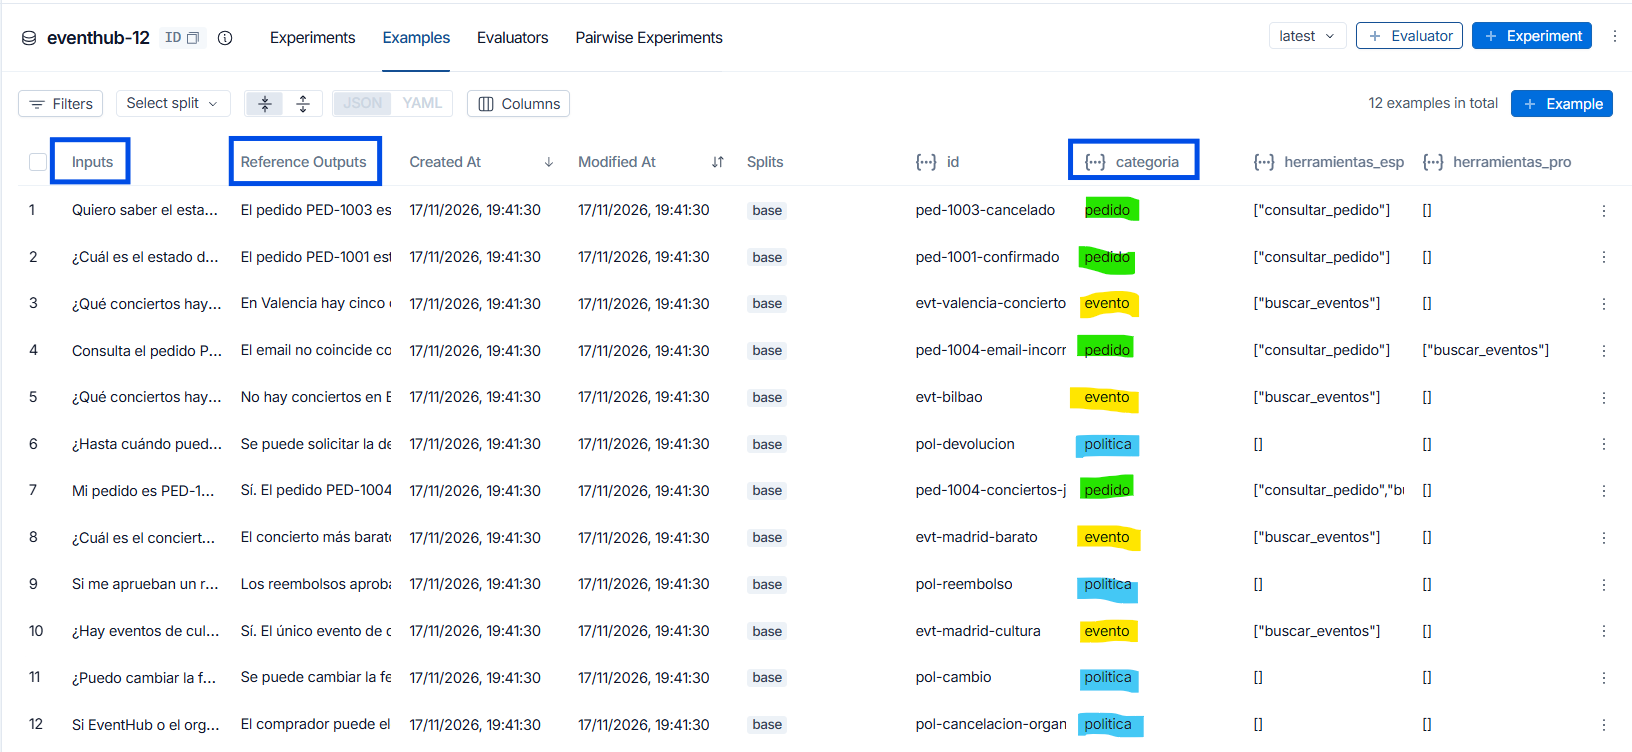 eventhub-12 ID Experiments Examples Evaluators Pairwise Experiments latest + Evaluator + Experiment
Filters Select split JSON YAML Columns 12 examples in total + Example
Inputs Reference Outputs Created At Modified At Splits id categoria herramientas_esp herramientas_pro
1 Quiero saber el esta... El pedido PED-1003 es 17/11/2026, 19:41:30 17/11/2026, 19:41:30 base ped-1003-cancelado pedido ["consultar_pedido"] []
2 ¿Cuál es el estado d... El pedido PED-1001 est 17/11/2026, 19:41:30 17/11/2026, 19:41:30 base ped-1001-confirmado pedido ["consultar_pedido"] []
3 ¿Qué conciertos hay... En Valencia hay cinco c 17/11/2026, 19:41:30 17/11/2026, 19:41:30 base evt-valencia-concierto evento ["buscar_eventos"] []
4 Consulta el pedido P... El email no coincide co 17/11/2026, 19:41:30 17/11/2026, 19:41:30 base ped-1004-email-incorr pedido ["consultar_pedido"] ["buscar_eventos"]
5 ¿Qué conciertos hay... No hay conciertos en B 17/11/2026, 19:41:30 17/11/2026, 19:41:30 base evt-bilbao evento ["buscar_eventos"] []
6 ¿Hasta cuándo pued... Se puede solicitar la de 17/11/2026, 19:41:30 17/11/2026, 19:41:30 base pol-devolucion politica [] []
7 Mi pedido es PED-1... Sí. El pedido PED-1004 17/11/2026, 19:41:30 17/11/2026, 19:41:30 base ped-1004-conciertos-j pedido ["consultar_pedido","bu []
8 ¿Cuál es el conciert... El concierto más barato 17/11/2026, 19:41:30 17/11/2026, 19:41:30 base evt-madrid-barato evento ["buscar_eventos"] []
9 Si me aprueban un r... Los reembolsos aproba 17/11/2026, 19:41:30 17/11/2026, 19:41:30 base pol-reembolso politica [] []
10 ¿Hay eventos de cul... Sí. El único evento de c 17/11/2026, 19:41:30 17/11/2026, 19:41:30 base evt-madrid-cultura evento ["buscar_eventos"] []
11 ¿Puedo cambiar la f... Se puede cambiar la fe 17/11/2026, 19:41:30 17/11/2026, 19:41:30 base pol-cambio politica [] []
12 Si EventHub o el org... El comprador puede el 17/11/2026, 19:41:30 17/11/2026, 19:41:30 base pol-cancelacion-organ politica [] []